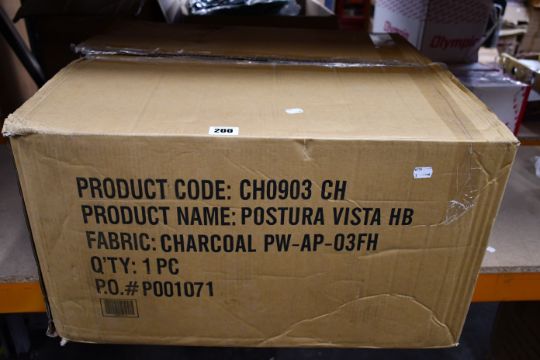 Olympic
200
PRODUCT CODE: CH0903 CH
PRODUCT NAME: POSTURA VISTA HB
FABRIC: CHARCOAL PW-AP-03FH
Q'TY: 1 PC
P.O.# P001071